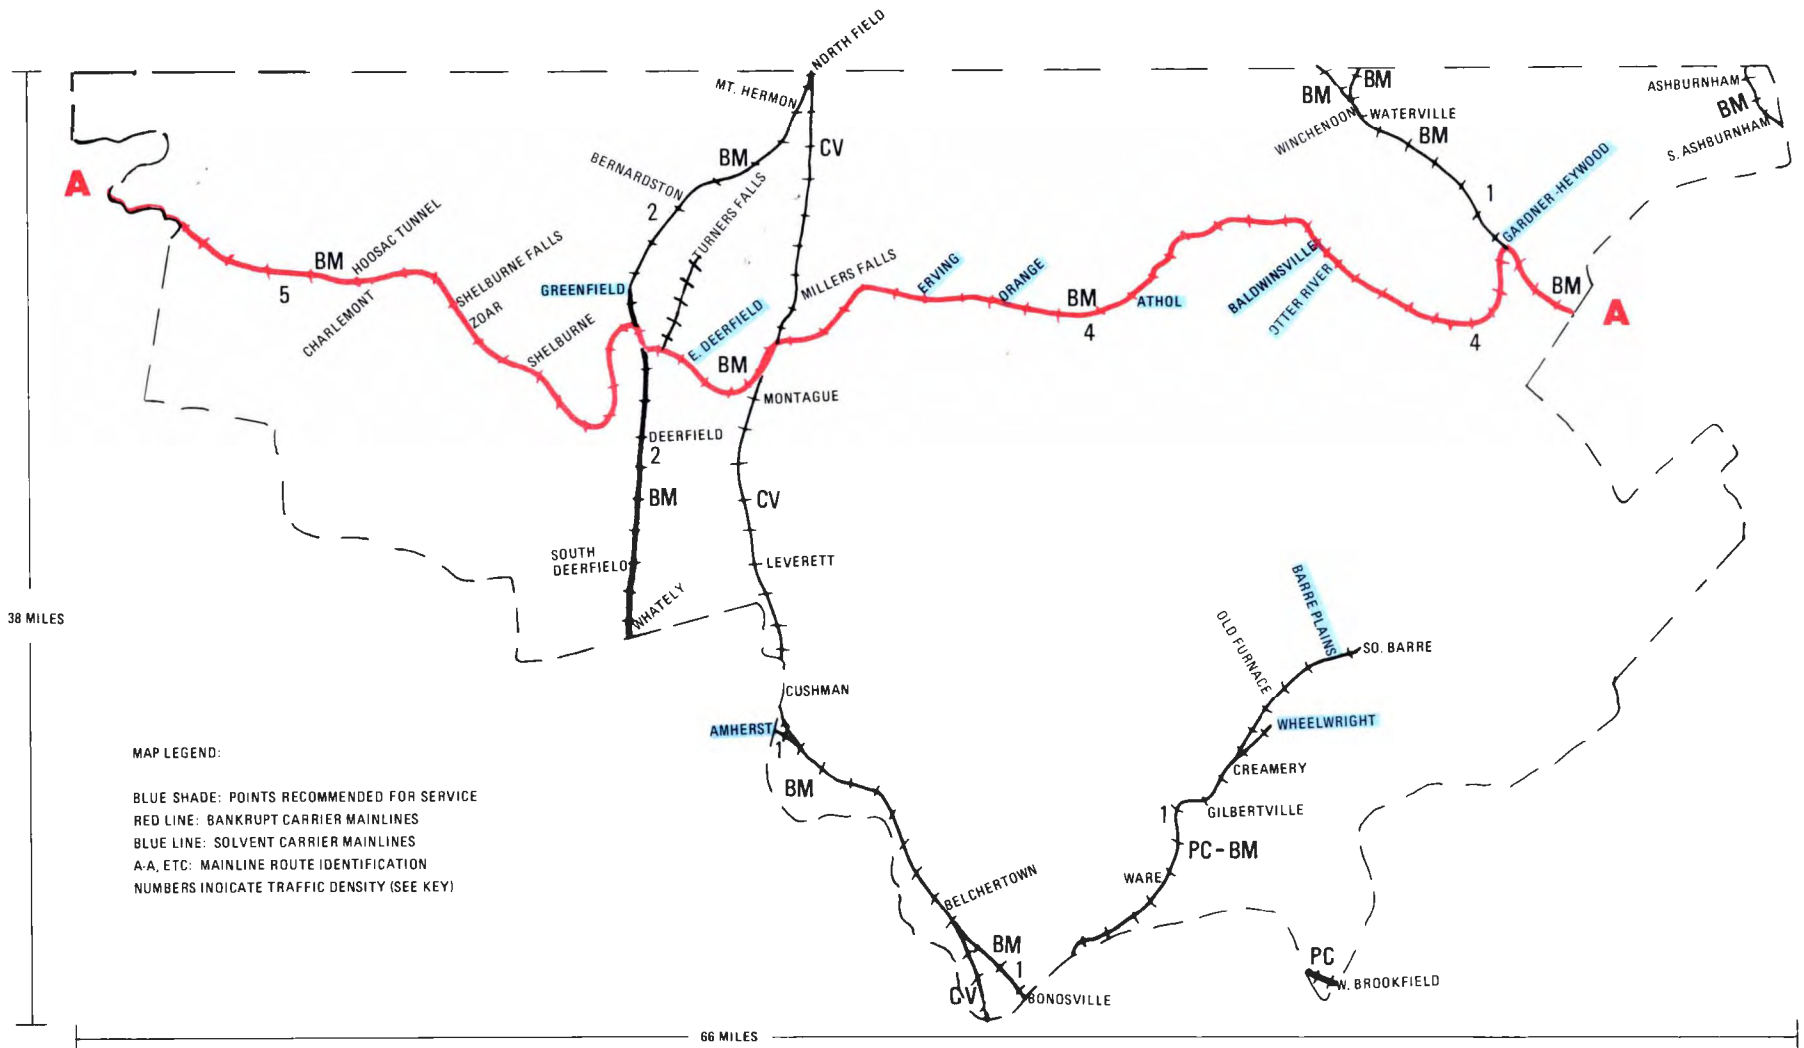 NORTH FIELD
MT. HERMON
BM
BM
WATERVILLE
WINCHENOON
BM
ASHBURNHAM
BM
S. ASHBURNHAM
CV
BM
BERNARDSTON
2
TURNERS FALLS
A
1
GARDNER-HEYWOOD
BM
HOOSAC TUNNEL
5
CHARLEMONT
SHELBURNE FALLS
ZOAR
SHELBURNE
GREENFIELD
E. DEERFIELD
BM
MILLERS FALLS
ERVING
ORANGE
BM
4
ATHOL
BALDWINSVILLE
OTTER RIVER
4
BM
A
MONTAGUE
DEERFIELD
2
BM
CV
SOUTH
DEERFIELD
LEVERETT
WHATELY
38 MILES
BARRE PLAINS
OLD FURNACE
SO. BARRE
CUSHMAN
AMHERST
1
BM
WHEELWRIGHT
CREAMERY
GILBERTVILLE
1
PC-BM
WARE
MAP LEGEND:
BLUE SHADE: POINTS RECOMMENDED FOR SERVICE
RED LINE: BANKRUPT CARRIER MAINLINES
BLUE LINE: SOLVENT CARRIER MAINLINES
A-A, ETC: MAINLINE ROUTE IDENTIFICATION
NUMBERS INDICATE TRAFFIC DENSITY (SEE KEY)
BELCHERTOWN
BM
1
CV
BONOSVILLE
PC
W. BROOKFIELD
66 MILES